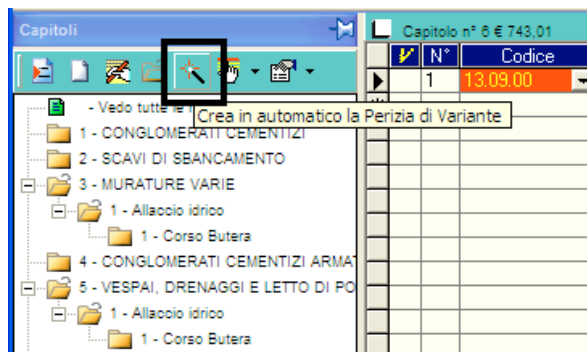 Capitoli
Capitolo n° 6 € 743,01
N° Codice
1 13.09.00
- Vedo tutte le
Crea in automatico la Perizia di Variante
1 - CONGLOMERATI CEMENTIZI
2 - SCAVI DI SBANCAMENTO
3 - MURATURE VARIE
1 - Allaccio idrico
1 - Corso Butera
4 - CONGLOMERATI CEMENTIZI ARMAT
5 - VESPAI, DRENAGGI E LETTO DI PO
1 - Allaccio idrico
1 - Corso Butera